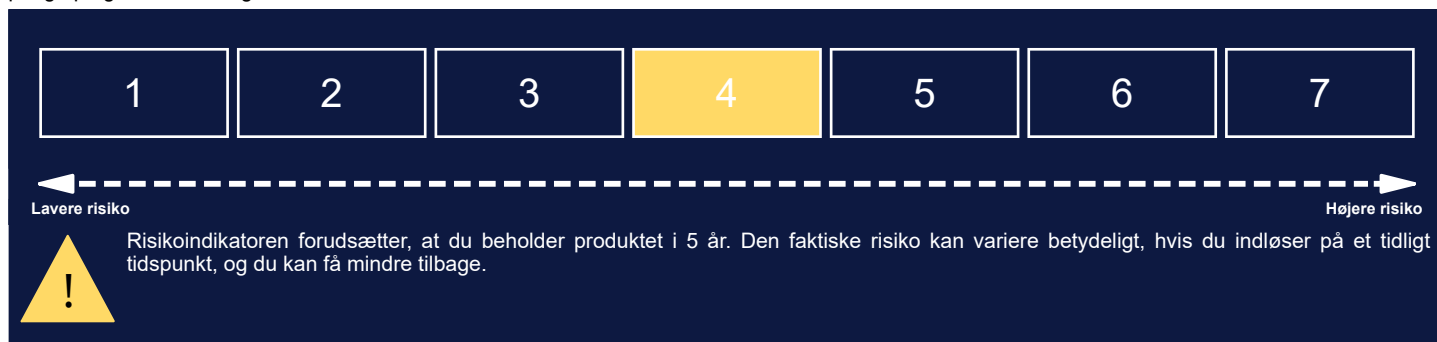 1 2 3 4 5 6 7
Lavere risiko Højere risiko
Risikoindikatoren forudsætter, at du beholder produktet i 5 år. Den faktiske risiko kan variere betydeligt, hvis du indløser på et tidligt
tidspunkt, og du kan få mindre tilbage.
!